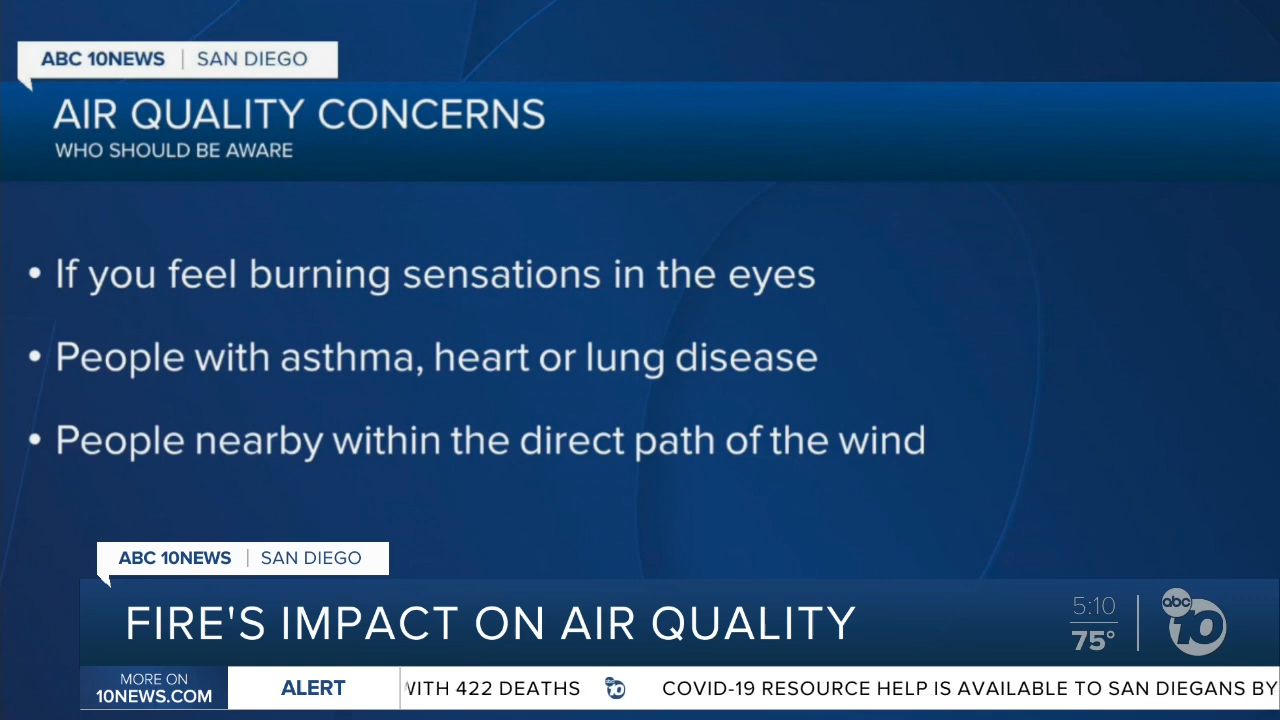 ABC 10NEWS | SAN DIEGO
AIR QUALITY CONCERNS
WHO SHOULD BE AWARE
• If you feel burning sensations in the eyes
• People with asthma, heart or lung disease
• People nearby within the direct path of the wind
ABC 10NEWS | SAN DIEGO
FIRE'S IMPACT ON AIR QUALITY
5:10
75°
abc 10
MORE ON
10NEWS.COM
ALERT
WITH 422 DEATHS abc 10 COVID-19 RESOURCE HELP IS AVAILABLE TO SAN DIEGANS BY